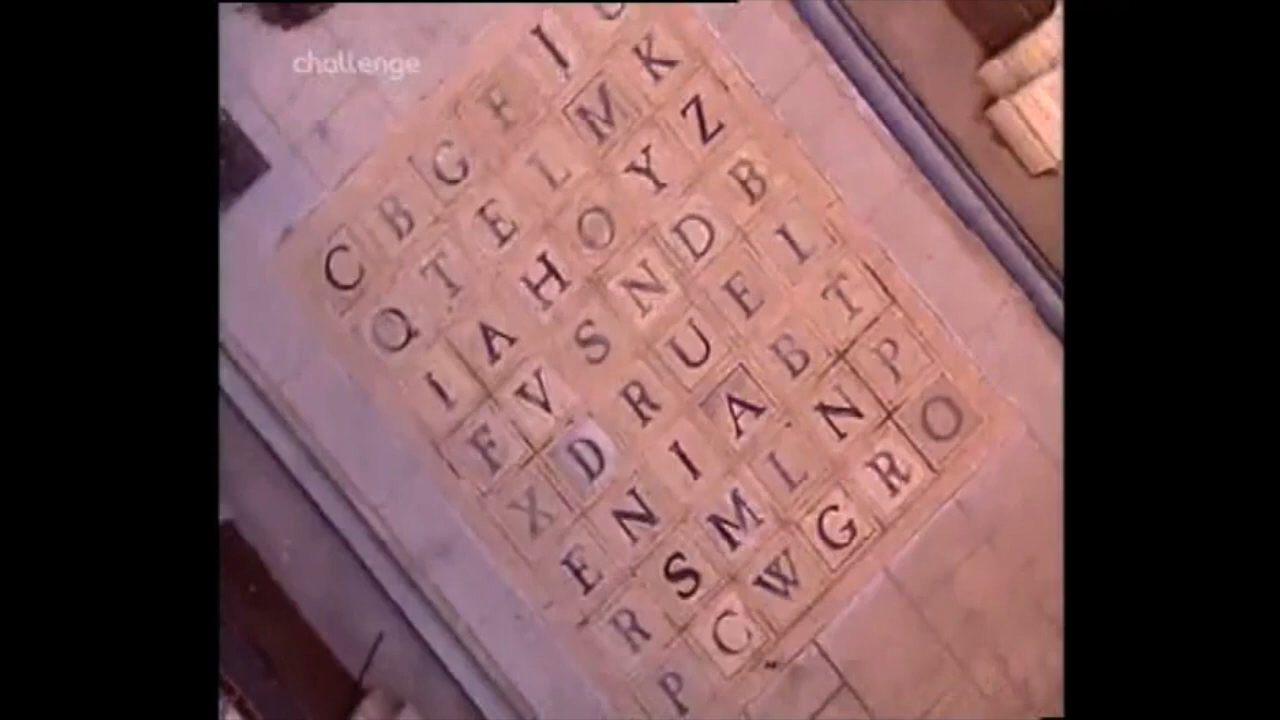 challenge
C B G F I
Q T E L M K
I A H O Y Z
F V S N D B
X D R U E I
E N I A B T
R S M L N P
P C W G R O